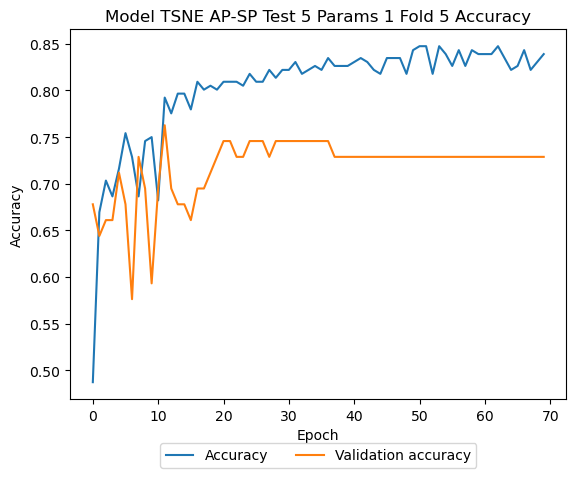 Model TSNE AP-SP Test 5 Params 1 Fold 5 Accuracy
0.85
0.80
0.75
0.70
0.65
0.60
0.55
0.50
Accuracy
0 10 20 30 40 50 60 70
Epoch
Accuracy Validation accuracy